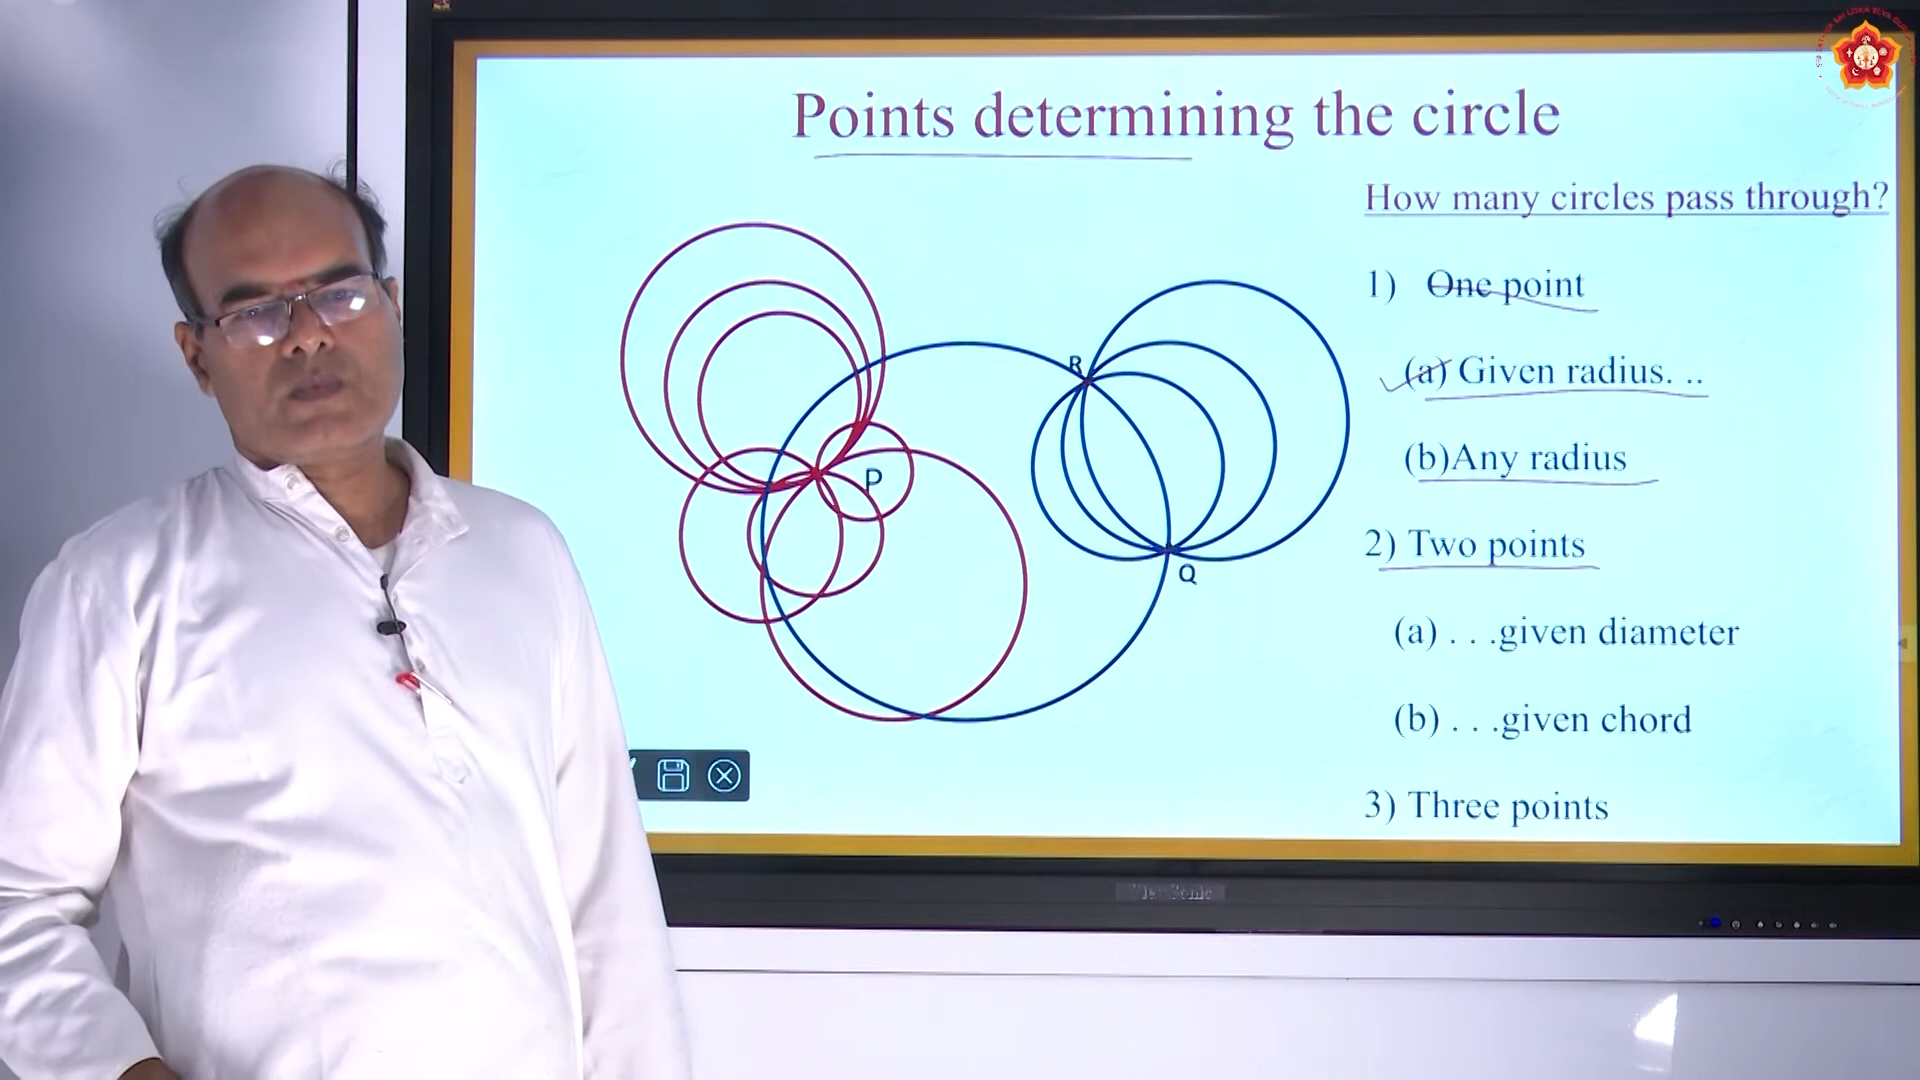 Points determining the circle
How many circles pass through?
1) One point
(a) Given radius. ..
(b)Any radius
2) Two points
(a) . . .given diameter
(b) . . .given chord
3) Three points
R
P
Q